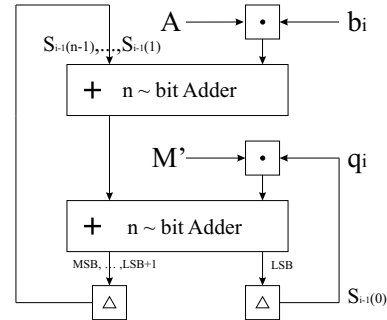 A • bᵢ
Sᵢ₋₁(n-1),...,Sᵢ₋₁(1)
+ n ~ bit Adder
M’ • qᵢ
+ n ~ bit Adder
MSB, ... ,LSB+1 LSB
△ △ Sᵢ₋₁(0)